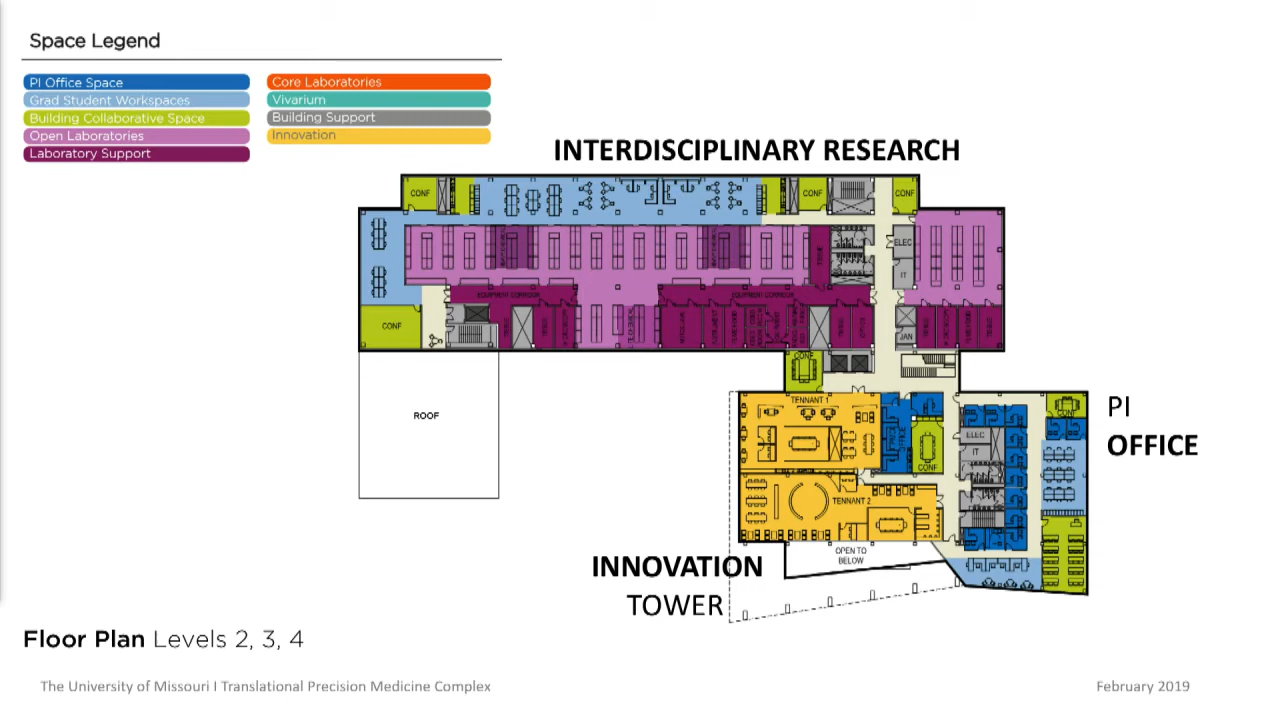 Space Legend
PI Office Space
Grad Student Workspaces
Building Collaborative Space
Open Laboratories
Laboratory Support
Core Laboratories
Vivarium
Building Support
Innovation
INTERDISCIPLINARY RESEARCH
CONF
CONF
CONF
ELEC
IT
EQUIPMENT CORRIDOR
EQUIPMENT CORRIDOR
CONF
JAN
CONF
ROOF
TENNANT 1
OFFICE
CONF
CONF
ELEC
IT
TENNANT 2
PI
OFFICE
OPEN TO
BELOW
INNOVATION
TOWER
Floor Plan Levels 2, 3, 4
The University of Missouri I Translational Precision Medicine Complex
February 2019